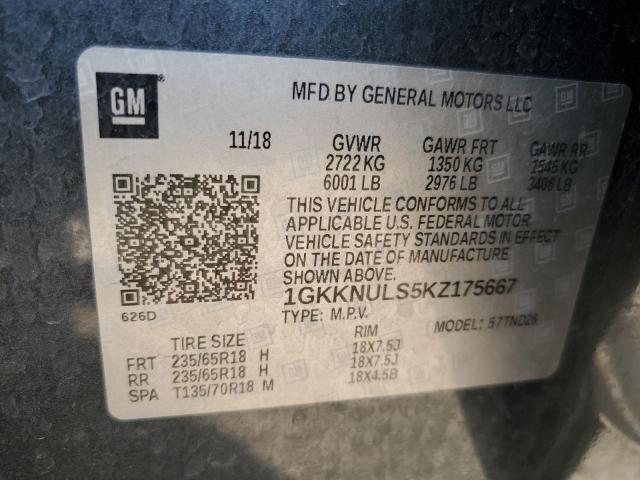 GM
MFD BY GENERAL MOTORS LLC
11/18 GVWR GAWR FRT GAWR RR
2722 KG 1350 KG 1545 KG
6001 LB 2976 LB 3406 LB
THIS VEHICLE CONFORMS TO ALL
APPLICABLE U.S. FEDERAL MOTOR
VEHICLE SAFETY STANDARDS IN EFFECT
ON THE DATE OF MANUFACTURE
SHOWN ABOVE.
626D
1GKKNULS5KZ175667
TYPE: M.P.V. MODEL: 57TND26
TIRE SIZE RIM
FRT 235/65R18 H 18X7.5J
RR 235/65R18 H 18X7.5J
SPA T135/70R18 M 18X4.5B